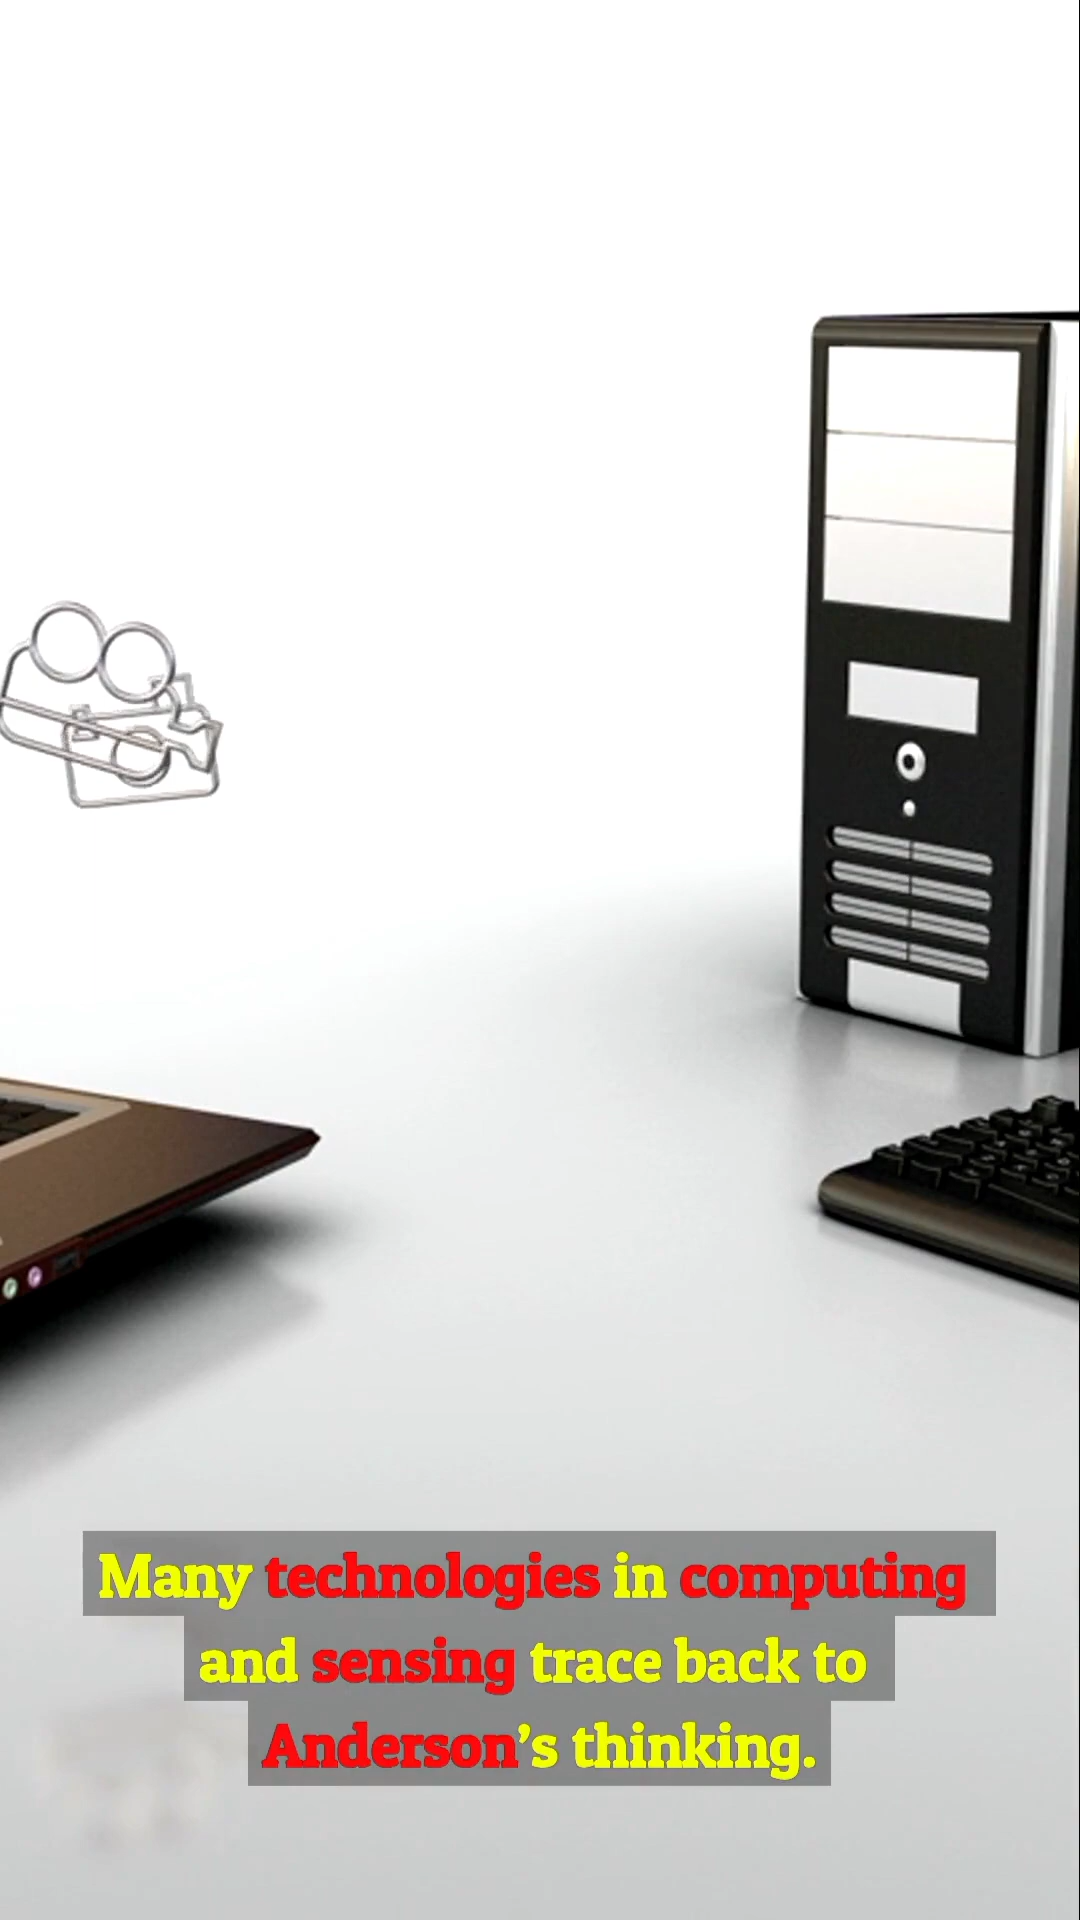 Many technologies in computing
and sensing trace back to
Anderson’s thinking.